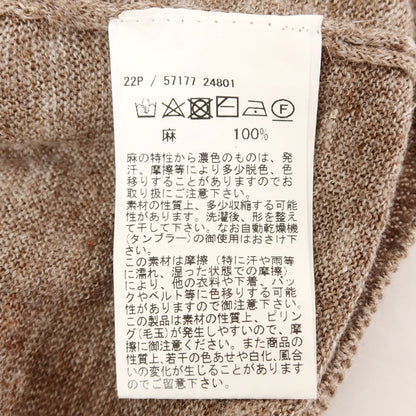 22P / 57177 24801
F
麻 100%
麻の特性から濃色のものは、発
汗、摩擦等により多少脱色、色
移りすることがありますのでお
取り扱にご注意下さい。
素材の性質上、多少収縮する可能
性があります。洗濯後、形を整え
て干して下さい。なお自動乾燥機
(タンブラー)の御使用はおさけ下
さい。
この素材は摩擦(特に汗や雨等
に濡れ、湿った状態での摩擦)
により、他の衣料や下着、バッ
クやベルト等に色移りする可能
性が有りますので御注意下さい。
この製品は素材の性質上、ピリン
グ(毛玉)が発生しやすいので、摩
擦に御注意ください。また商品の
性質上、若干の色あせや白化、風合
いの変化が生じることがあります
のでご留意下さい。